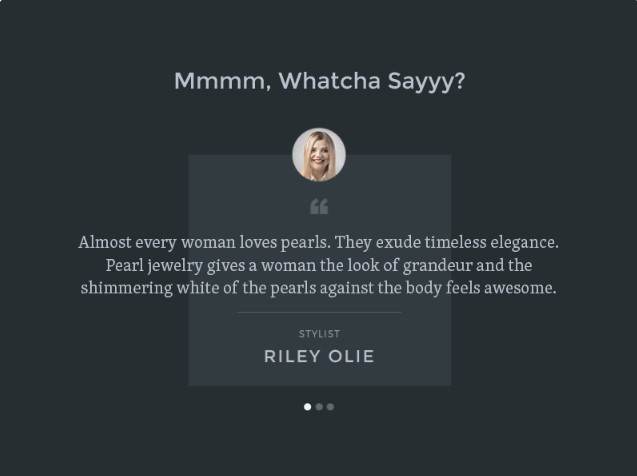 Mmmm, Whatcha Sayyy?
❝
Almost every woman loves pearls. They exude timeless elegance.
Pearl jewelry gives a woman the look of grandeur and the
shimmering white of the pearls against the body feels awesome.
STYLIST
RILEY OLIE